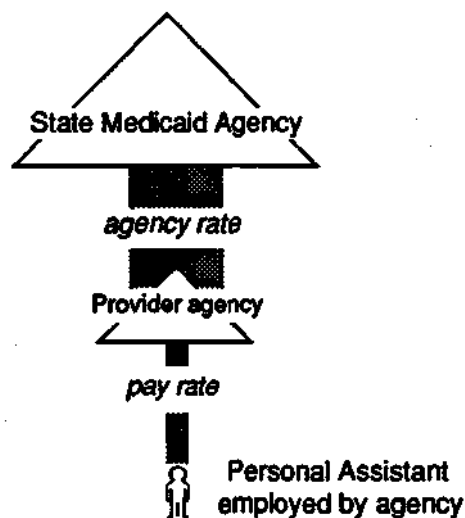 State Medicaid Agency
agency rate
Provider agency
pay rate
Personal Assistant
employed by agency